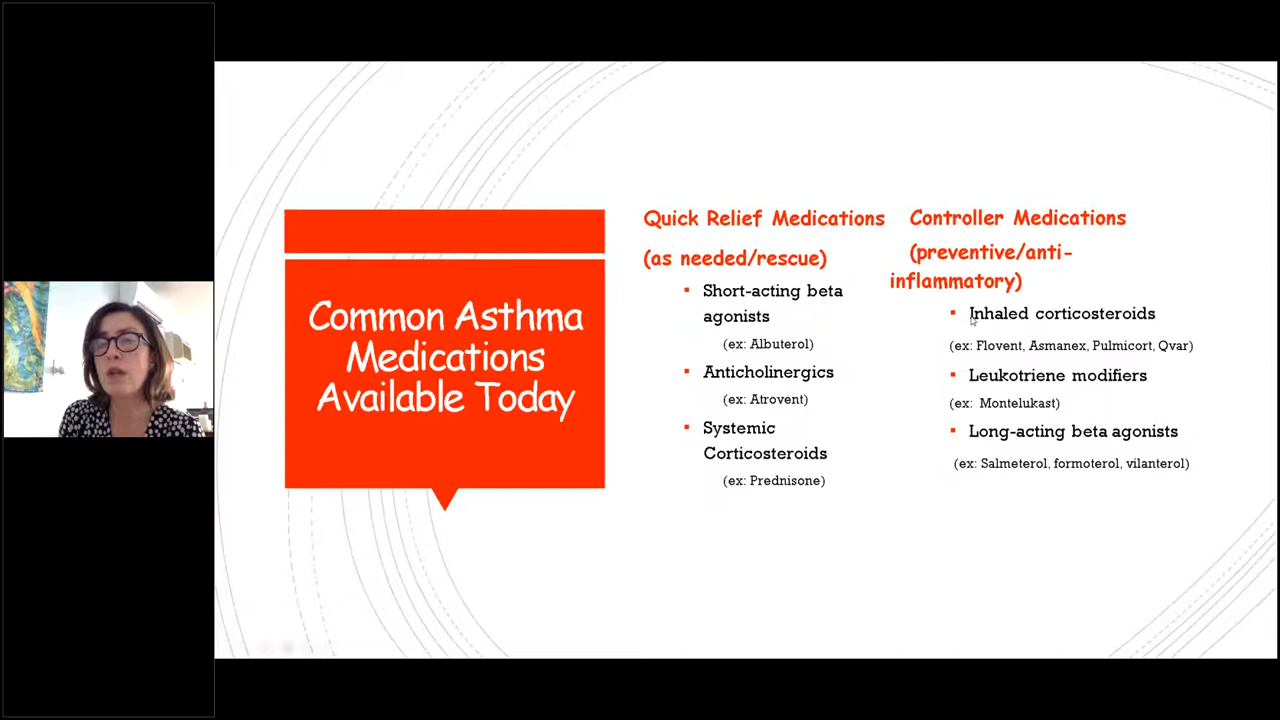 Common Asthma
Medications
Available Today
Quick Relief Medications
(as needed/rescue)
▪ Short-acting beta
agonists
(ex: Albuterol)
▪ Anticholinergics
(ex: Atrovent)
▪ Systemic
Corticosteroids
(ex: Prednisone)
Controller Medications
(preventive/anti-
inflammatory)
▪ Inhaled corticosteroids
(ex: Flovent, Asmanex, Pulmicort, Qvar)
▪ Leukotriene modifiers
(ex: Montelukast)
▪ Long-acting beta agonists
(ex: Salmeterol, formoterol, vilanterol)